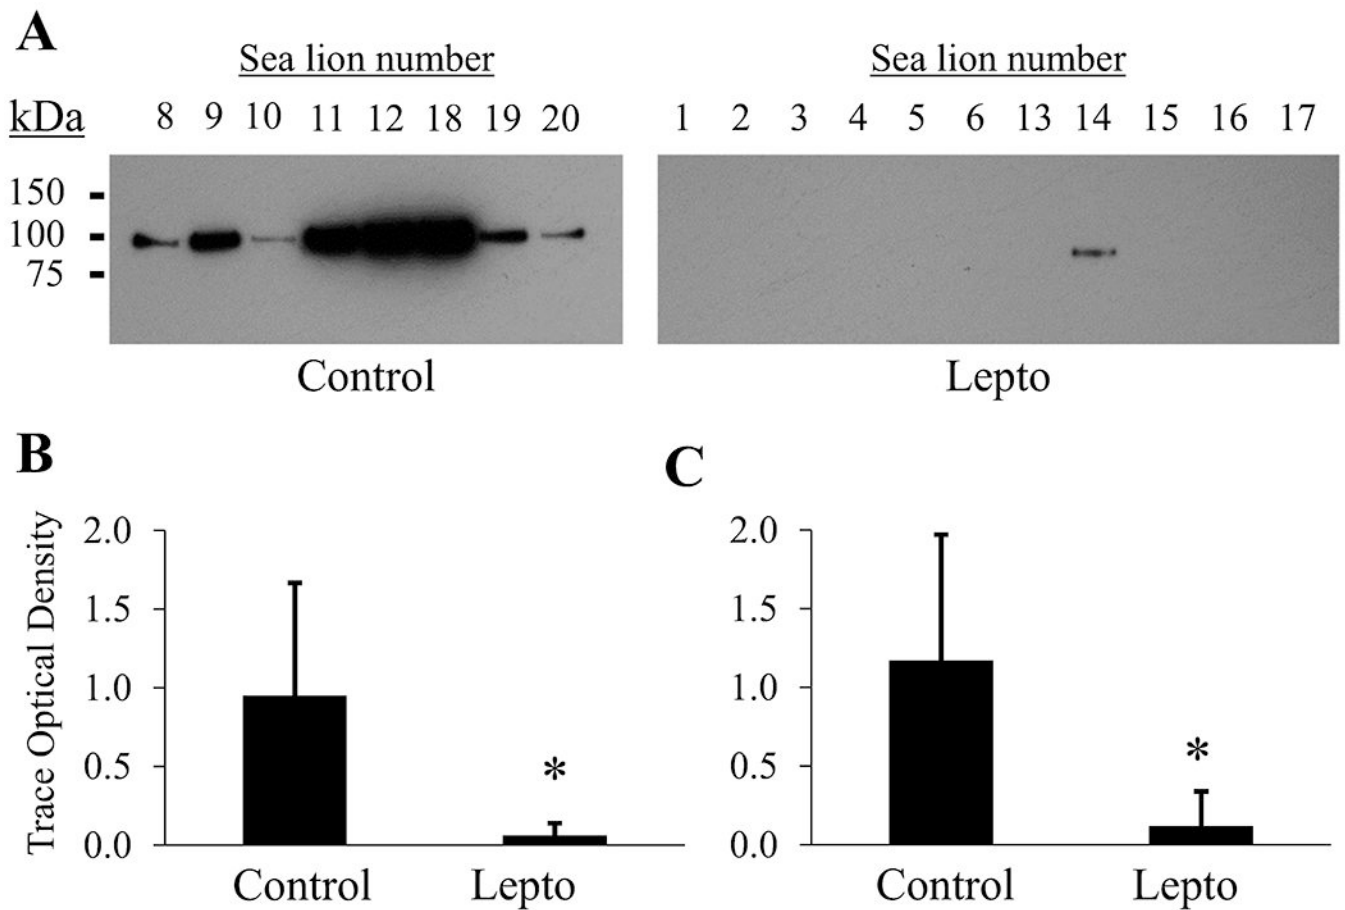 A
Sea lion number
Sea lion number
kDa 8 9 10 11 12 18 19 20
1 2 3 4 5 6 13 14 15 16 17
150
100
75
Control
Lepto
B
Trace Optical Density
2.0
1.5
1.0
0.5
0.0
*
Control Lepto
C
2.0
1.5
1.0
0.5
0.0
*
Control Lepto